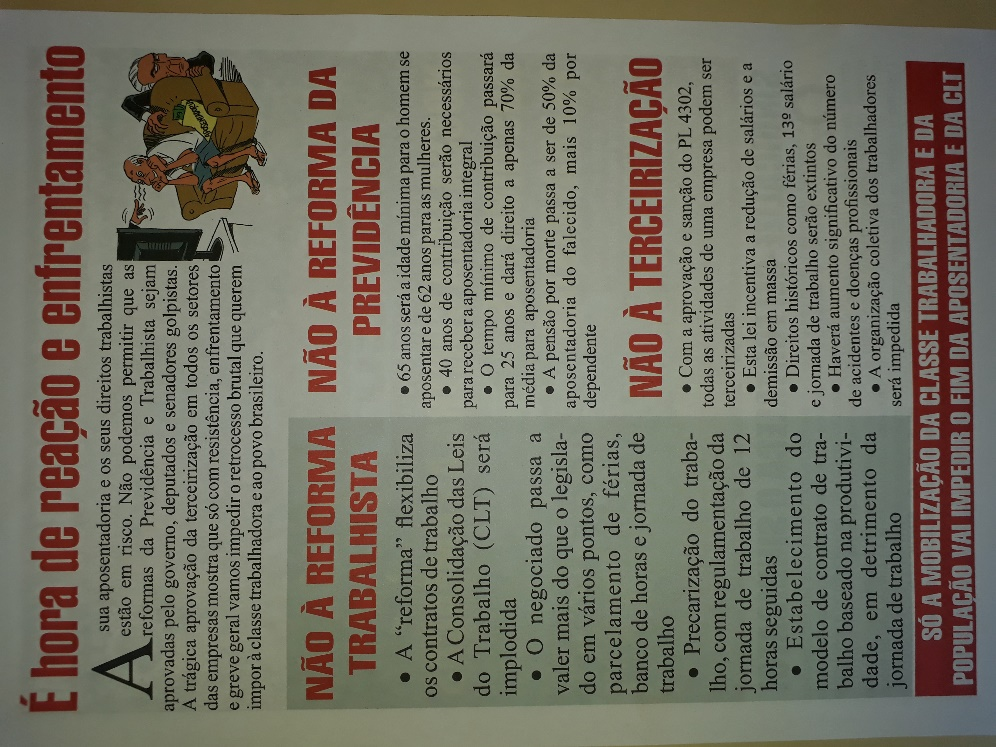 É hora de reação e enfrentamento
A sua aposentadoria e os seus direitos trabalhistas
estão em risco. Não podemos permitir que as
reformas da Previdência e Trabalhista sejam
aprovadas pelo governo, deputados e senadores golpistas.
A trágica aprovação da terceirização em todos os setores
das empresas mostra que só com resistência, enfrentamento
e greve geral vamos impedir o retrocesso brutal que querem
impor à classe trabalhadora e ao povo brasileiro.
NÃO À REFORMA
TRABALHISTA
• A “reforma” flexibiliza
os contratos de trabalho
• A Consolidação das Leis
do Trabalho (CLT) será
implodida
• O negociado passa a
valer mais do que o legisla-
do em vários pontos, como
parcelamento de férias,
banco de horas e jornada de
trabalho
• Precarização do traba-
lho, com regulamentação da
jornada de trabalho de 12
horas seguidas
• Estabelecimento do
modelo de contrato de tra-
balho baseado na produtivi-
dade, em detrimento da
jornada de trabalho
NÃO À REFORMA DA
PREVIDÊNCIA
• 65 anos será a idade mínima para o homem se
aposentar e de 62 anos para as mulheres.
• 40 anos de contribuição serão necessários
para receber a aposentadoria integral
• O tempo mínimo de contribuição passará
para 25 anos e dará direito a apenas 70% da
média para aposentadoria
• A pensão por morte passa a ser de 50% da
aposentadoria do falecido, mais 10% por
dependente
NÃO À TERCEIRIZAÇÃO
• Com a aprovação e sanção do PL 4302,
todas as atividades de uma empresa podem ser
terceirizadas
• Esta lei incentiva a redução de salários e a
demissão em massa
• Direitos históricos como férias, 13º salário
e jornada de trabalho serão extintos
• Haverá aumento significativo do número
de acidentes e doenças profissionais
• A organização coletiva dos trabalhadores
será impedida
SÓ A MOBILIZAÇÃO DA CLASSE TRABALHADORA E DA
POPULAÇÃO VAI IMPEDIR O FIM DA APOSENTADORIA E DA CLT